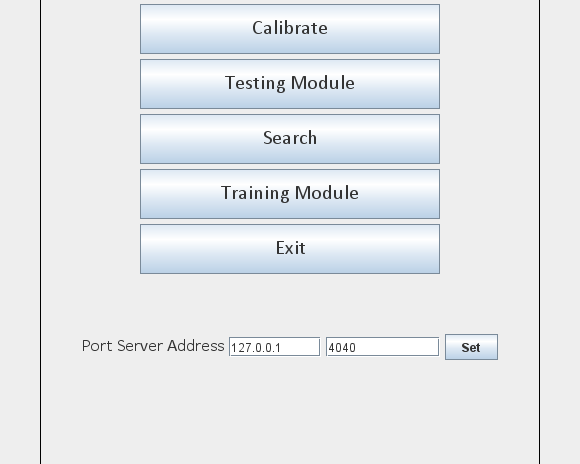 Calibrate
Testing Module
Search
Training Module
Exit
Port Server Address 127.0.0.1 4040 Set